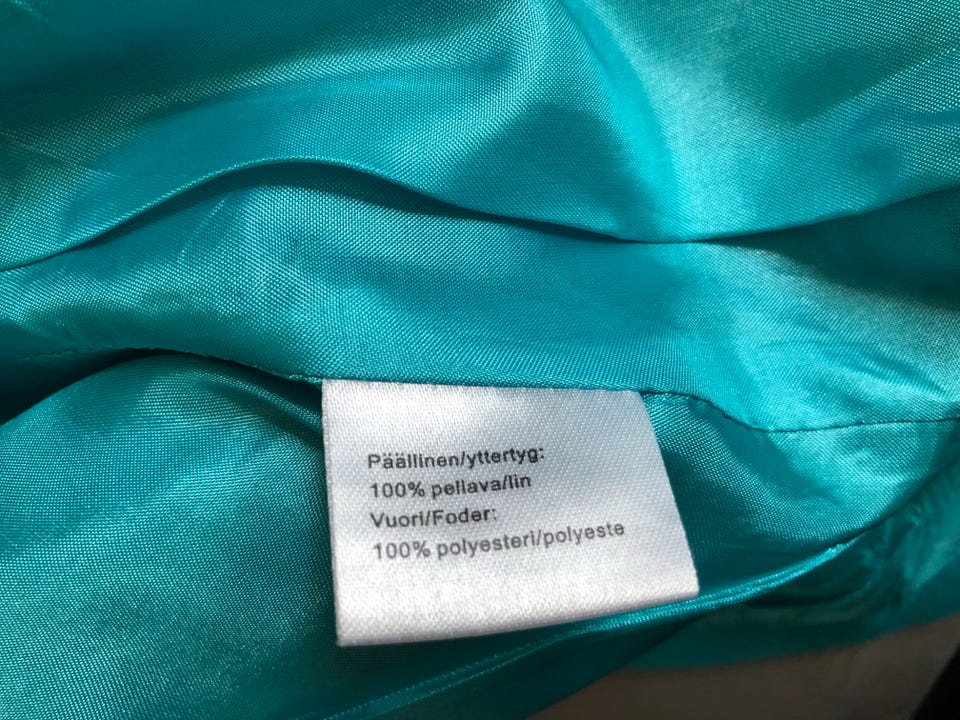 Päällinen/yttertyg:
100% pellava/lin
Vuori/Foder:
100% polyesteri/polyeste